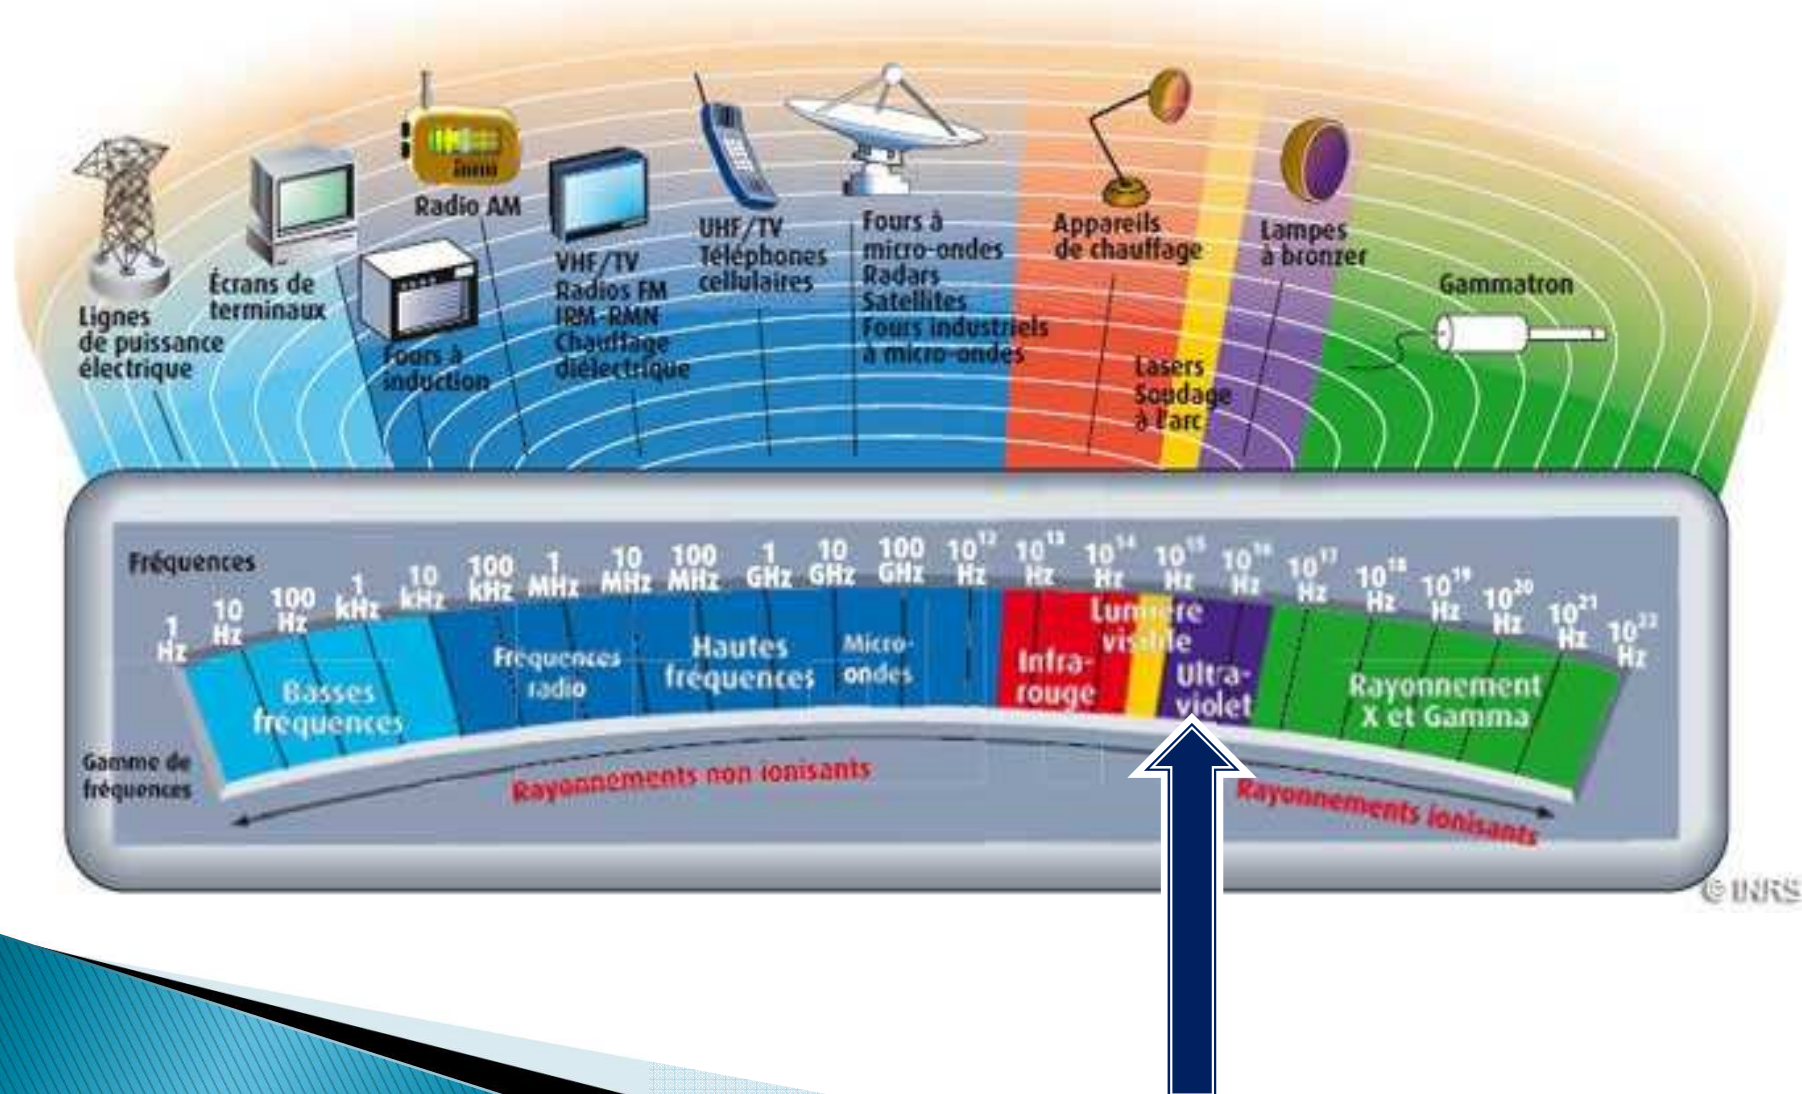 Radio AM
Lignes
de puissance
électrique
Écrans de
terminaux
Fours à
induction
VHF/TV
Radios FM
IRM-RMN
Chauffage
diélectrique
UHF/TV
Téléphones
cellulaires
Fours à
micro-ondes
Radars
Satellites
Fours industriels
à micro-ondes
Appareils
de chauffage
Lasers
Soudage
à l'arc
Lampes
à bronzer
Gammatron
Fréquences
1
Hz
10
Hz
100
Hz
1
kHz
10
kHz
100
kHz
1
MHz
10
MHz
100
MHz
1
GHz
10
GHz
100
GHz
10¹²
Hz
10¹³
Hz
10¹⁴
Hz
10¹⁵
Hz
10¹⁶
Hz
10¹⁷
Hz
10¹⁸
Hz
10¹⁹
Hz
10²⁰
Hz
10²¹
Hz
10²²
Hz
Basses
fréquences
Fréquences
radio
Hautes
fréquences
Micro-
ondes
Infra-
rouge
Lumière
visible
Ultra-
violet
Rayonnement
X et Gamma
Gamme de
fréquences
Rayonnements non ionisants
Rayonnements ionisants
© INRS